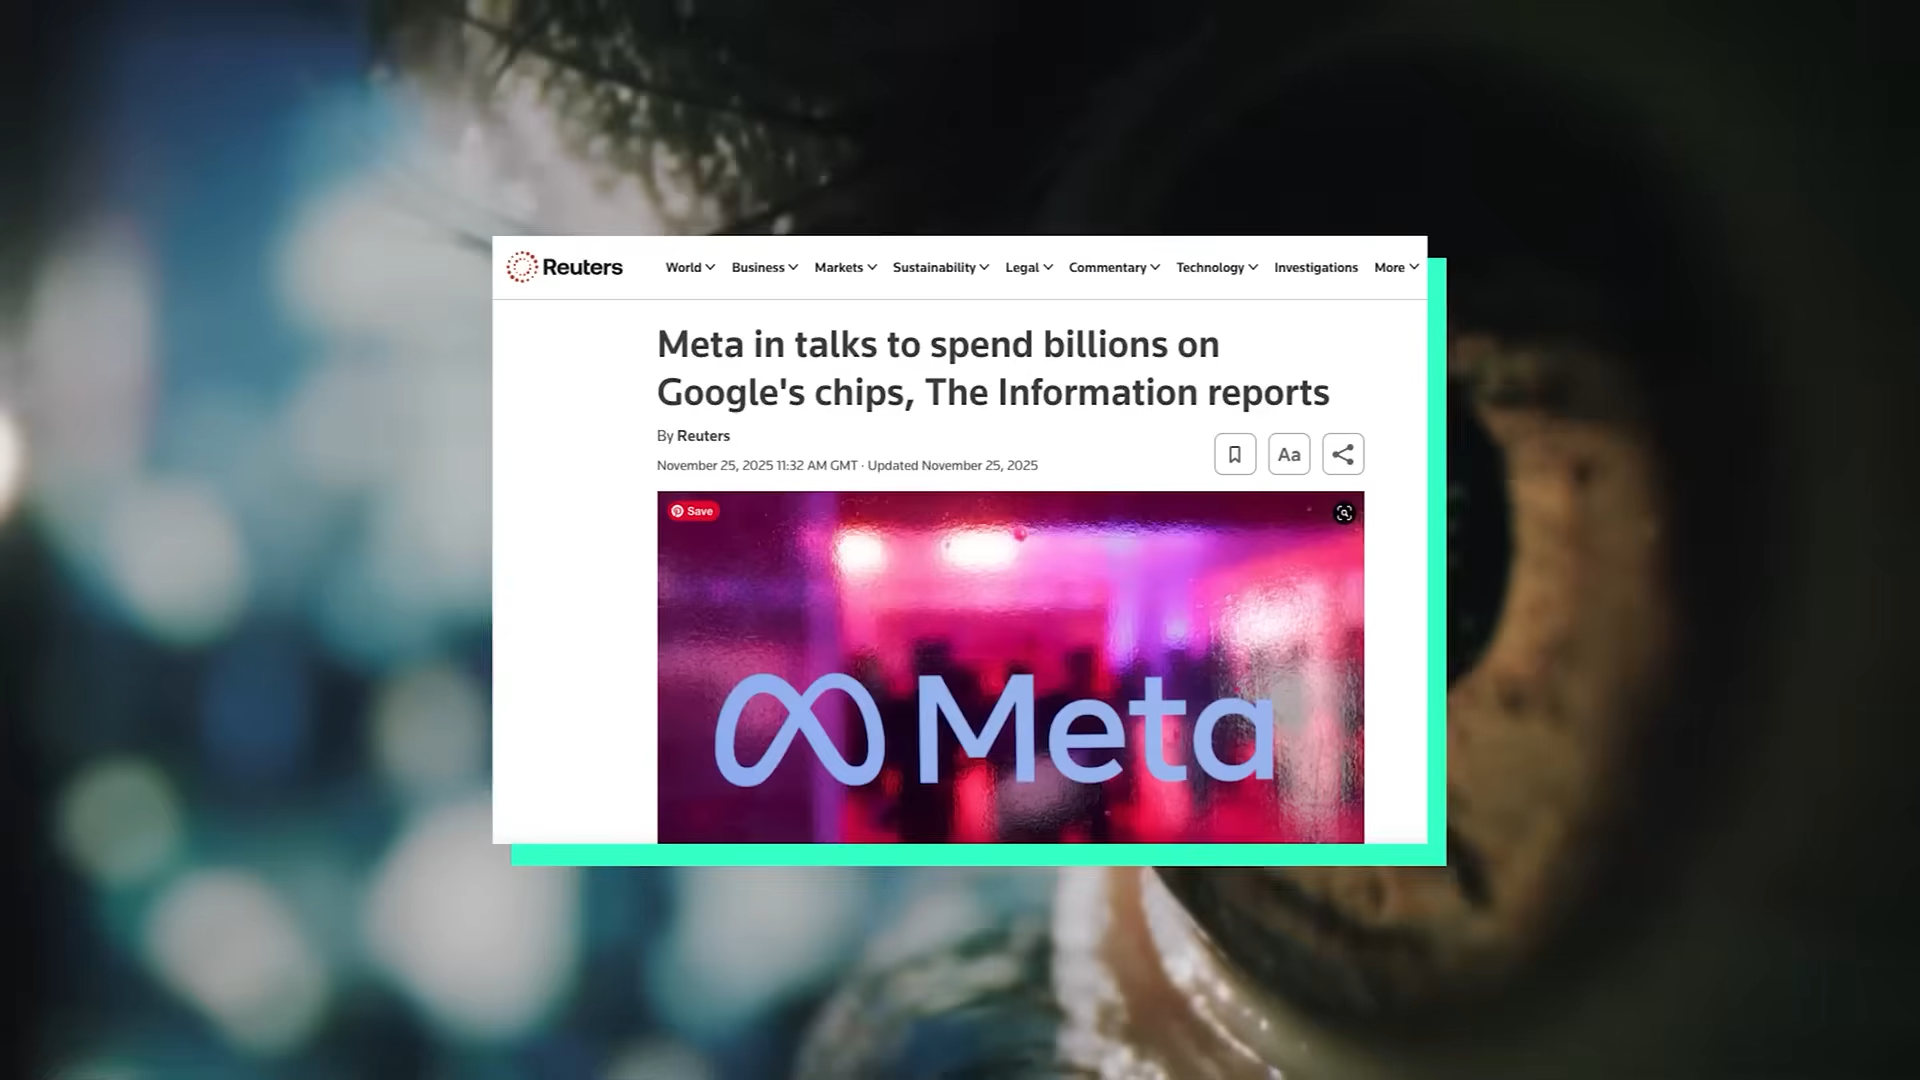 Reuters World Business Markets Sustainability Legal Commentary Technology Investigations More
Meta in talks to spend billions on
Google's chips, The Information reports
By Reuters
November 25, 2025 11:32 AM GMT · Updated November 25, 2025
Aa
Save
Meta